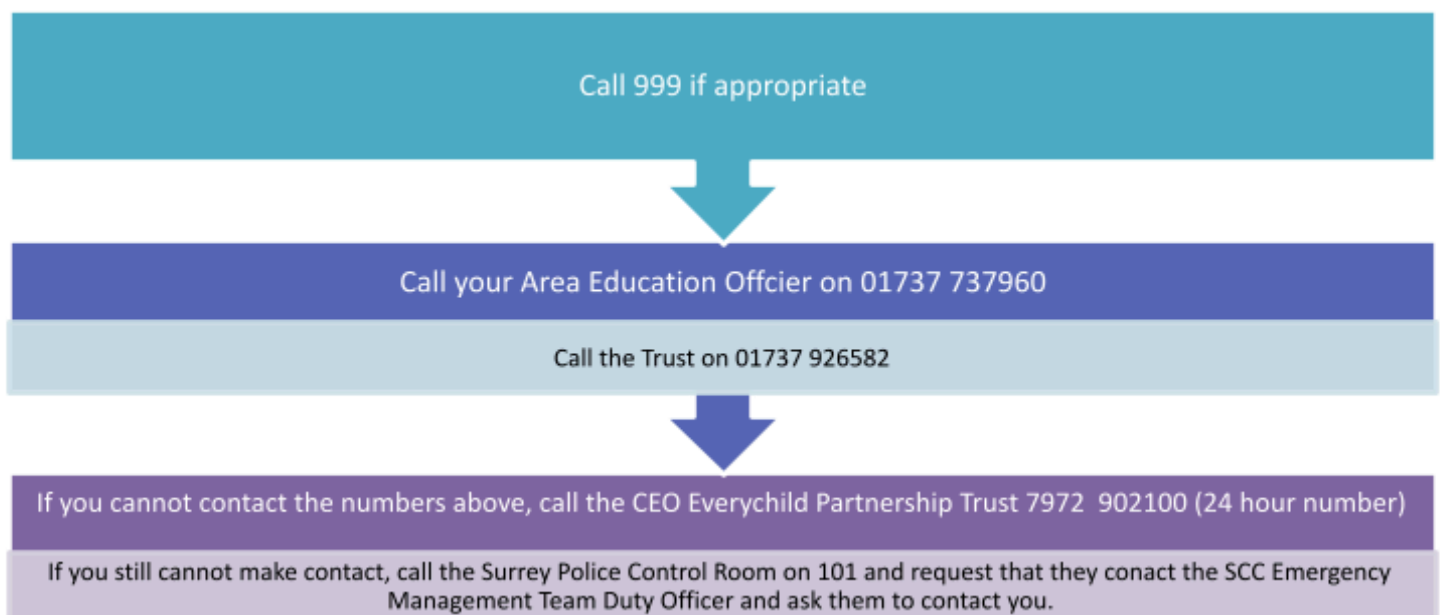 Call 999 if appropriate
Call your Area Education Offcier on 01737 737960
Call the Trust on 01737 926582
If you cannot contact the numbers above, call the CEO Everychild Partnership Trust 7972  902100 (24 hour number)
If you still cannot make contact, call the Surrey Police Control Room on 101 and request that they conact the SCC Emergency
Management Team Duty Officer and ask them to contact you.